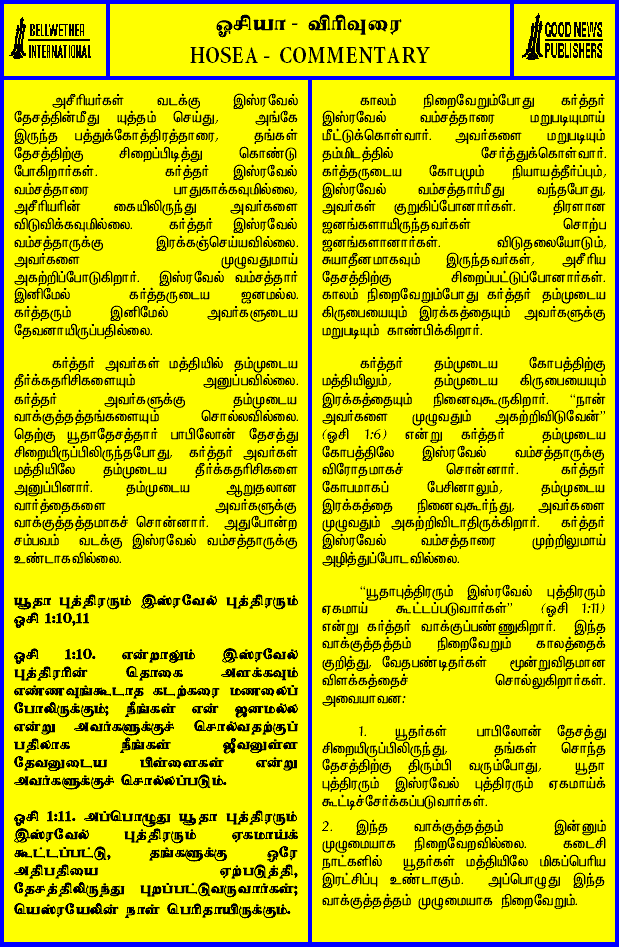 BELLWETHER
INTERNATIONAL
ஓசியா - விரிவுரை
HOSEA - COMMENTARY
GOOD NEWS
PUBLISHERS
அசீரியர்கள் வடக்கு இஸ்ரவேல்
தேசத்தின்மீது யுத்தம் செய்து, அங்கே
இருந்த பத்துக்கோத்திரத்தாரை, தங்கள்
தேசத்திற்கு சிறைப்பிடித்து கொண்டு
போகிறார்கள். கர்த்தர் இஸ்ரவேல்
வம்சத்தாரை பாதுகாக்கவுமில்லை,
அசீரியரின் கையிலிருந்து அவர்களை
விடுவிக்கவுமில்லை. கர்த்தர் இஸ்ரவேல்
வம்சத்தாருக்கு இரக்கஞ்செய்யவில்லை.
அவர்களை முழுவதுமாய்
அகற்றிப்போடுகிறார். இஸ்ரவேல் வம்சத்தார்
இனிமேல் கர்த்தருடைய ஜனமல்ல.
கர்த்தரும் இனிமேல் அவர்களுடைய
தேவனாயிருப்பதில்லை.
கர்த்தர் அவர்கள் மத்தியில் தம்முடைய
தீர்க்கதரிசிகளையும் அனுப்பவில்லை.
கர்த்தர் அவர்களுக்கு தம்முடைய
வாக்குத்தத்தங்களையும் சொல்லவில்லை.
தெற்கு யூதாதேசத்தார் பாபிலோன் தேசத்து
சிறையிருப்பிலிருந்தபோது, கர்த்தர் அவர்கள்
மத்தியிலே தம்முடைய தீர்க்கதரிசிகளை
அனுப்பினார். தம்முடைய ஆறுதலான
வார்த்தைகளை அவர்களுக்கு
வாக்குத்தத்தமாகச் சொன்னார். அதுபோன்ற
சம்பவம் வடக்கு இஸ்ரவேல் வம்சத்தாருக்கு
உண்டாகவில்லை.
யூதா புத்திரரும் இஸ்ரவேல் புத்திரரும்
ஓசி 1:10,11
ஓசி 1:10. என்றாலும் இஸ்ரவேல்
புத்திரரின் தொகை அளக்கவும்
எண்ணவுங்கூடாத கடற்கரை மணலைப்
போலிருக்கும்; நீங்கள் என் ஜனமல்ல
என்று அவர்களுக்குச் சொல்வதற்குப்
பதிலாக நீங்கள் ஜீவனுள்ள
தேவனுடைய பிள்ளைகள் என்று
அவர்களுக்குச் சொல்லப்படும்.
ஓசி 1:11. அப்பொழுது யூதா புத்திரரும்
இஸ்ரவேல் புத்திரரும் ஏகமாய்க்
கூட்டப்பட்டு, தங்களுக்கு ஒரே
அதிபதியை ஏற்படுத்தி,
தேசத்திலிருந்து புறப்பட்டுவருவார்கள்;
யெஸ்ரயேலின் நாள் பெரிதாயிருக்கும்.
காலம் நிறைவேறும்போது கர்த்தர்
இஸ்ரவேல் வம்சத்தாரை மறுபடியுமாய்
மீட்டுக்கொள்வார். அவர்களை மறுபடியும்
தம்மிடத்தில் சேர்த்துக்கொள்வார்.
கர்த்தருடைய கோபமும் நியாயத்தீர்ப்பும்,
இஸ்ரவேல் வம்சத்தார்மீது வந்தபோது,
அவர்கள் குறுகிப்போனார்கள். திரளான
ஜனங்களாயிருந்தவர்கள் சொற்ப
ஜனங்களானார்கள். விடுதலையோடும்,
சுயாதீனமாகவும் இருந்தவர்கள், அசீரிய
தேசத்திற்கு சிறைப்பட்டுப்போனார்கள்.
காலம் நிறைவேறும்போது கர்த்தர் தம்முடைய
கிருபையையும் இரக்கத்தையும் அவர்களுக்கு
மறுபடியும் காண்பிக்கிறார்.
கர்த்தர் தம்முடைய கோபத்திற்கு
மத்தியிலும், தம்முடைய கிருபையையும்
இரக்கத்தையும் நினைவுகூருகிறார். "நான்
அவர்களை முழுவதும் அகற்றிவிடுவேன்"
(ஓசி 1:6) என்று கர்த்தர் தம்முடைய
கோபத்திலே இஸ்ரவேல் வம்சத்தாருக்கு
விரோதமாகச் சொன்னார். கர்த்தர்
கோபமாகப் பேசினாலும், தம்முடைய
இரக்கத்தை நினைவுகூர்ந்து, அவர்களை
முழுவதும் அகற்றிவிடாதிருக்கிறார். கர்த்தர்
இஸ்ரவேல் வம்சத்தாரை முற்றிலுமாய்
அழித்துப்போடவில்லை.
"யூதாபுத்திரரும் இஸ்ரவேல் புத்திரரும்
ஏகமாய் கூட்டப்படுவார்கள்" (ஓசி 1:11)
என்று கர்த்தர் வாக்குப்பண்ணுகிறார். இந்த
வாக்குத்தத்தம் நிறைவேறும் காலத்தைக்
குறித்து, வேதபண்டிதர்கள் மூன்றுவிதமான
விளக்கத்தைச் சொல்லுகிறார்கள்.
அவையாவன:
1. யூதர்கள் பாபிலோன் தேசத்து
சிறையிருப்பிலிருந்து, தங்கள் சொந்த
தேசத்திற்கு திரும்பி வரும்போது, யூதா
புத்திரரும் இஸ்ரவேல் புத்திரரும் ஏகமாய்க்
கூட்டிச்சேர்க்கப்படுவார்கள்.
2. இந்த வாக்குத்தத்தம் இன்னும்
முழுமையாக நிறைவேறவில்லை. கடைசி
நாட்களில் யூதர்கள் மத்தியிலே மிகப்பெரிய
இரட்சிப்பு உண்டாகும். அப்பொழுது இந்த
வாக்குத்தத்தம் முழுமையாக நிறைவேறும்.